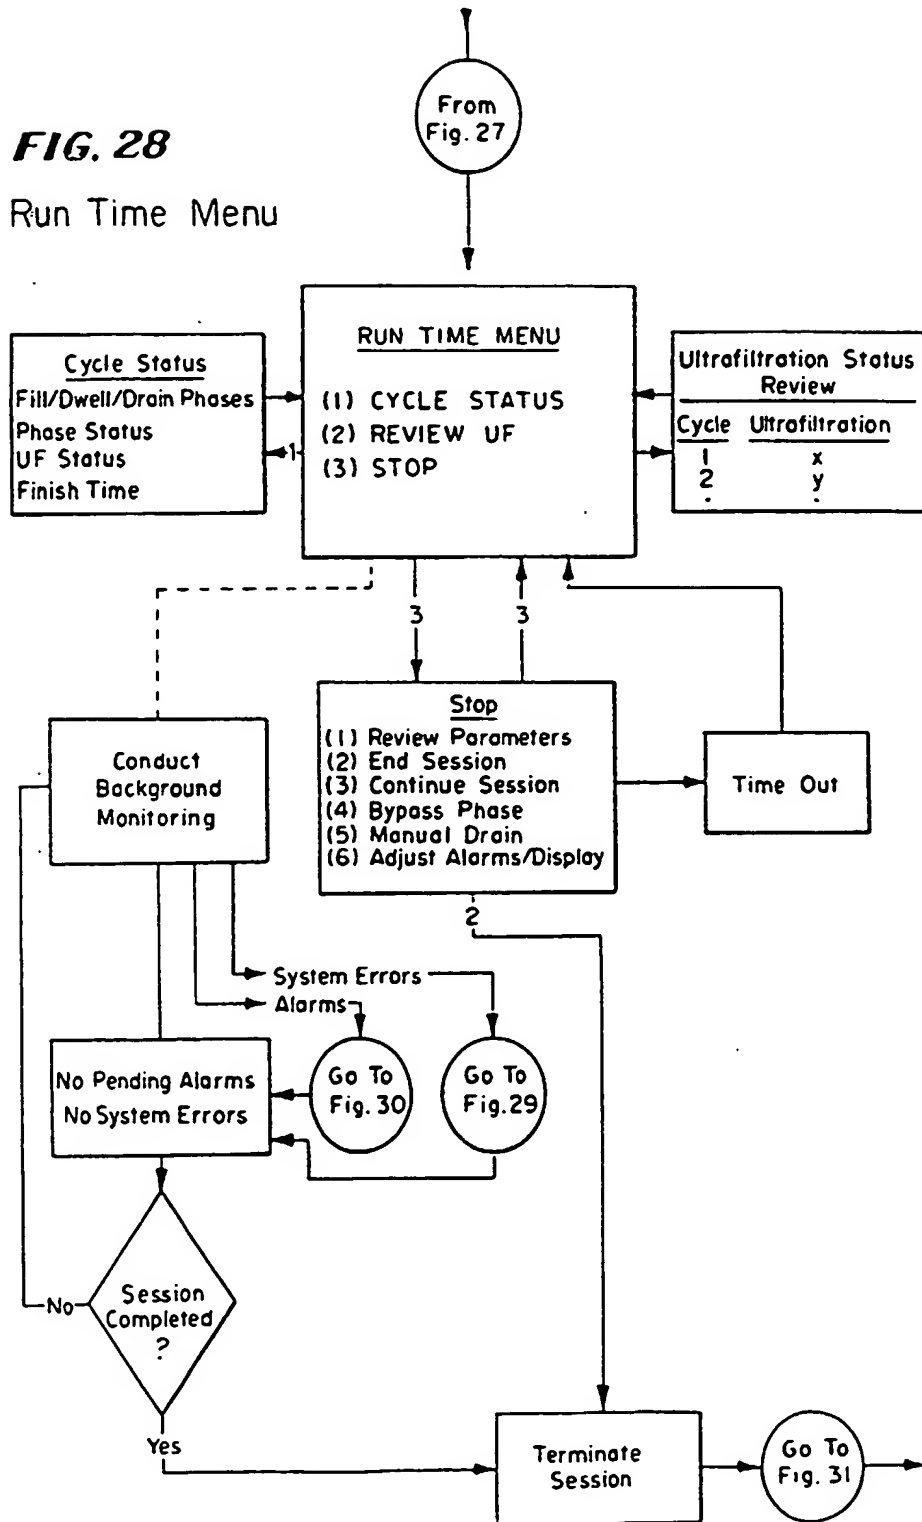 From
Fig. 27
FIG. 28
Run Time Menu
RUN TIME MENU
(1) CYCLE STATUS
(2) REVIEW UF
(3) STOP
Cycle Status
Fill/Dwell/Drain Phases
Phase Status
UF Status
Finish Time
1
Ultrafiltration Status
Review
Cycle Ultrafiltration
1 x
2 y
. .
3
3
Stop
(1) Review Parameters
(2) End Session
(3) Continue Session
(4) Bypass Phase
(5) Manual Drain
(6) Adjust Alarms/Display
Time Out
Conduct
Background
Monitoring
2
System Errors
Alarms
No Pending Alarms
No System Errors
Go To
Fig. 30
Go To
Fig. 29
Session
Completed
?
No
Yes
Terminate
Session
Go To
Fig. 31